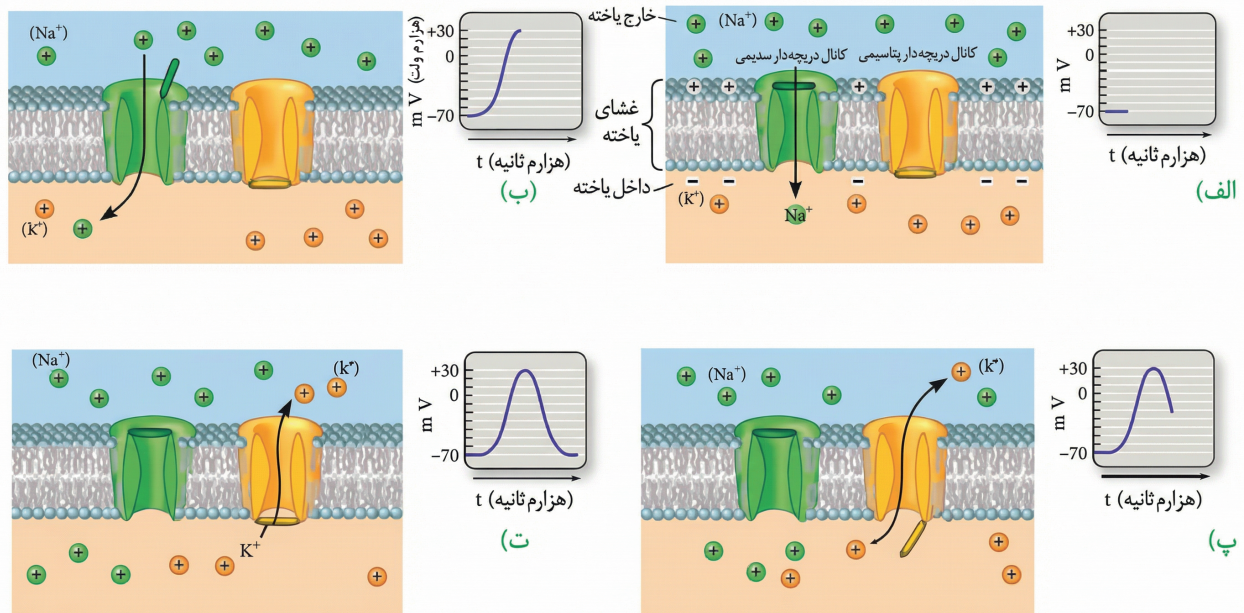 خارج یاخته
(Na⁺)
کانال دریچه‌دار سدیمی
کانال دریچه‌دار پتاسیمی
غشای
یاخته
داخل یاخته
(k⁺)
Na⁺
+30
0
−70
m V
t (هزارم ثانیه)
الف)
(Na⁺)
(k⁺)
+30
0
−70
m V (هزارم ولت)
t (هزارم ثانیه)
ب)
(Na⁺)
(k⁺)
+30
0
−70
m V
t (هزارم ثانیه)
پ)
(Na⁺)
(k⁺)
K⁺
+30
0
−70
m V
t (هزارم ثانیه)
ت)